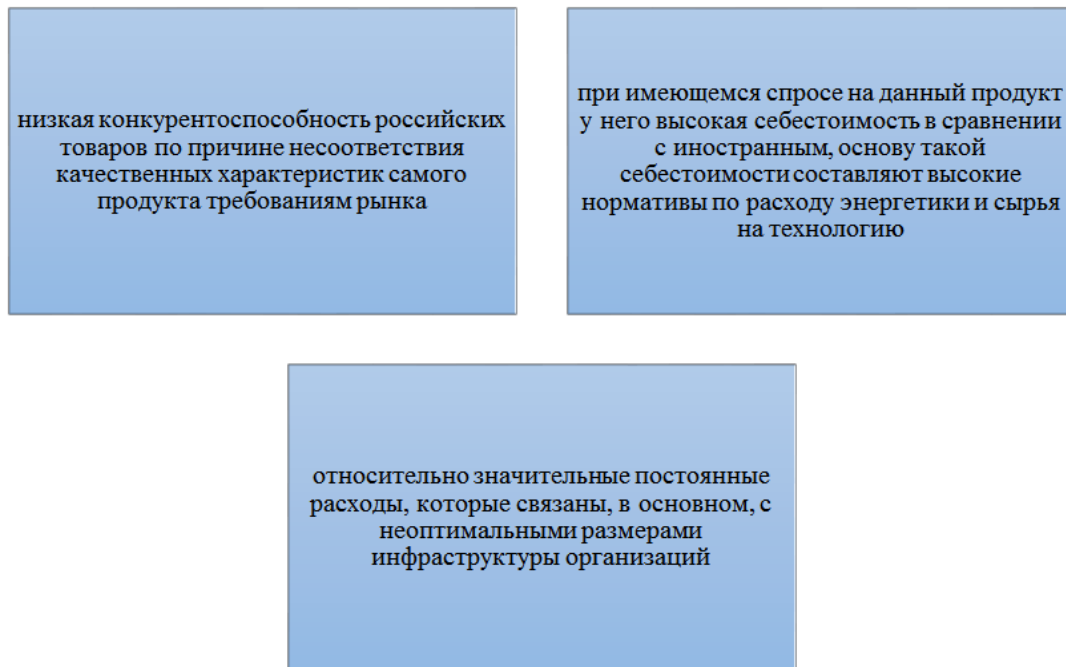 низкая конкурентоспособность российских
товаров по причине несоответствия
качественных характеристик самого
продукта требованиям рынка
при имеющемся спросе на данный продукт
у него высокая себестоимость в сравнении
с иностранным, основу такой
себестоимости составляют высокие
нормативы по расходу энергетики и сырья
на технологию
относительно значительные постоянные
расходы, которые связаны, в основном, с
неоптимальными размерами
инфраструктуры организаций